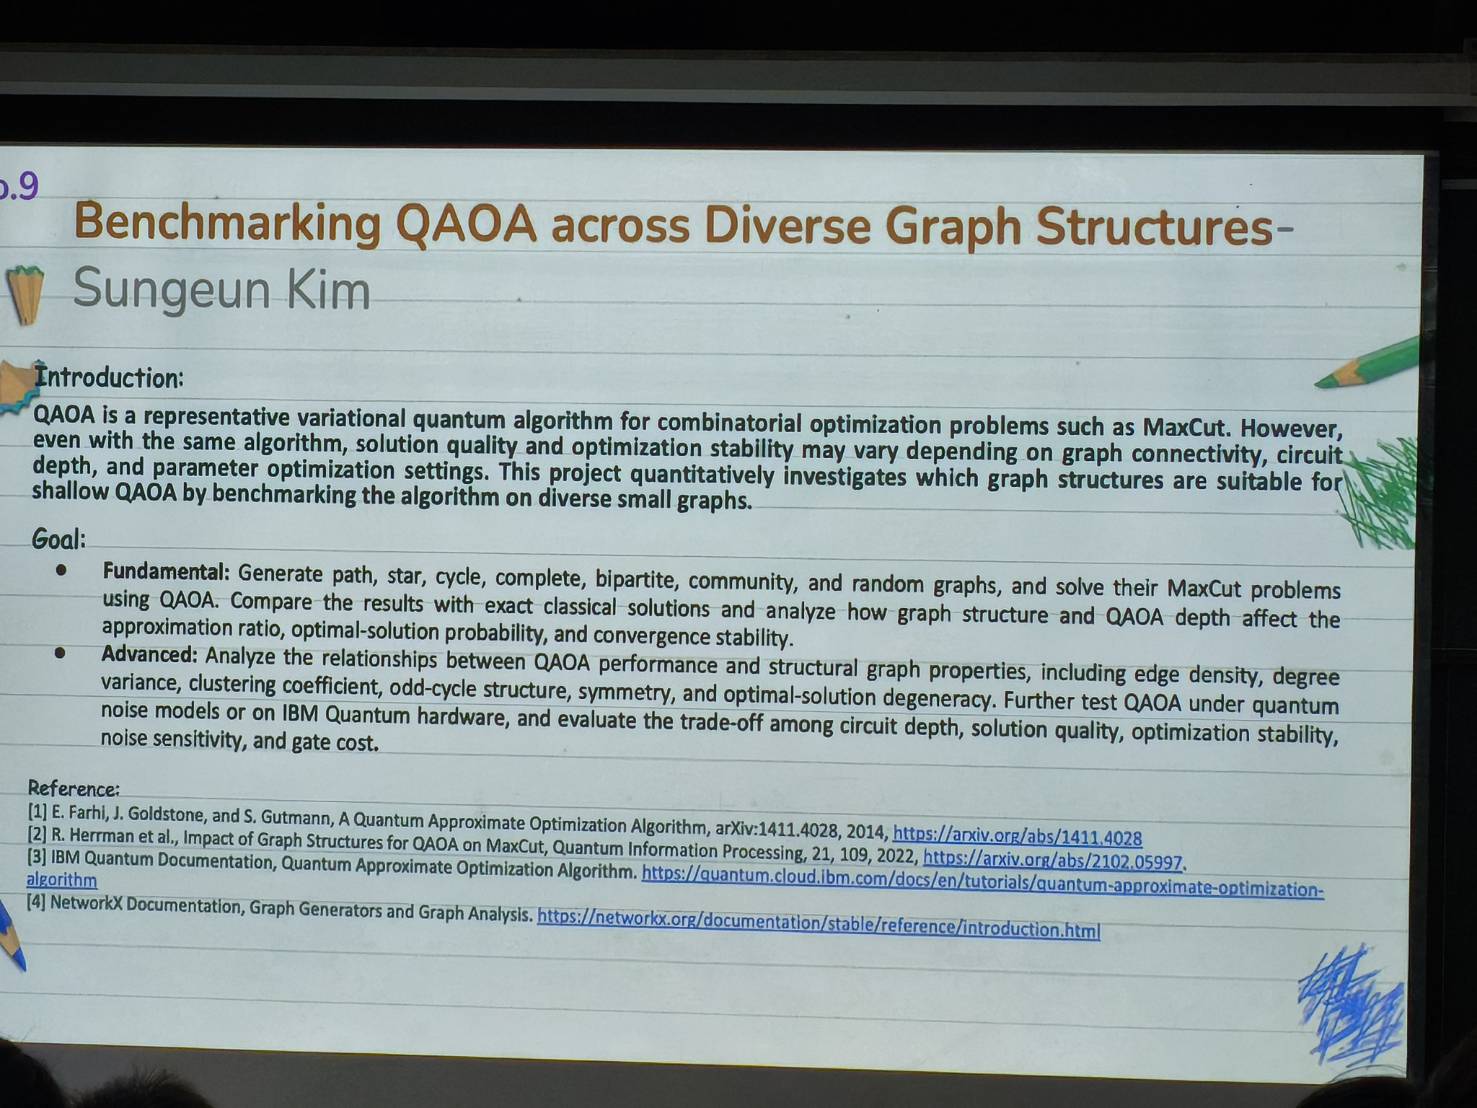 .9
Benchmarking QAOA across Diverse Graph Structures-
Sungeun Kim
Introduction:
QAOA is a representative variational quantum algorithm for combinatorial optimization problems such as MaxCut. However,
even with the same algorithm, solution quality and optimization stability may vary depending on graph connectivity, circuit
depth, and parameter optimization settings. This project quantitatively investigates which graph structures are suitable for
shallow QAOA by benchmarking the algorithm on diverse small graphs.
Goal:
● Fundamental: Generate path, star, cycle, complete, bipartite, community, and random graphs, and solve their MaxCut problems
using QAOA. Compare the results with exact classical solutions and analyze how graph structure and QAOA depth affect the
approximation ratio, optimal-solution probability, and convergence stability.
● Advanced: Analyze the relationships between QAOA performance and structural graph properties, including edge density, degree
variance, clustering coefficient, odd-cycle structure, symmetry, and optimal-solution degeneracy. Further test QAOA under quantum
noise models or on IBM Quantum hardware, and evaluate the trade-off among circuit depth, solution quality, optimization stability,
noise sensitivity, and gate cost.
Reference:
[1] E. Farhi, J. Goldstone, and S. Gutmann, A Quantum Approximate Optimization Algorithm, arXiv:1411.4028, 2014, https://arxiv.org/abs/1411.4028
[2] R. Herrman et al., Impact of Graph Structures for QAOA on MaxCut, Quantum Information Processing, 21, 109, 2022, https://arxiv.org/abs/2102.05997.
[3] IBM Quantum Documentation, Quantum Approximate Optimization Algorithm. https://quantum.cloud.ibm.com/docs/en/tutorials/quantum-approximate-optimization-
algorithm
[4] NetworkX Documentation, Graph Generators and Graph Analysis. https://networkx.org/documentation/stable/reference/introduction.html